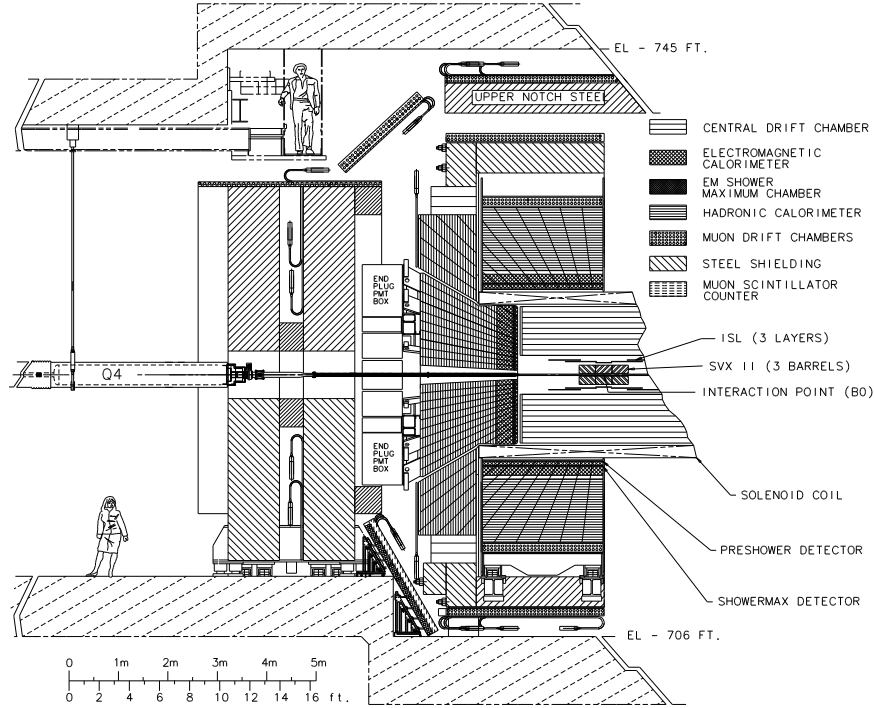 EL - 745 FT.
UPPER NOTCH STEEL
CENTRAL DRIFT CHAMBER
ELECTROMAGNETIC
CALORIMETER
EM SHOWER
MAXIMUM CHAMBER
HADRONIC CALORIMETER
MUON DRIFT CHAMBERS
STEEL SHIELDING
MUON SCINTILLATOR
COUNTER
END
PLUG
PMT
BOX
ISL (3 LAYERS)
SVX II (3 BARRELS)
INTERACTION POINT (B0)
Q4
END
PLUG
PMT
BOX
SOLENOID COIL
PRESHOWER DETECTOR
SHOWERMAX DETECTOR
EL - 706 FT.
0 1m 2m 3m 4m 5m
0 2 4 6 8 10 12 14 16 ft.